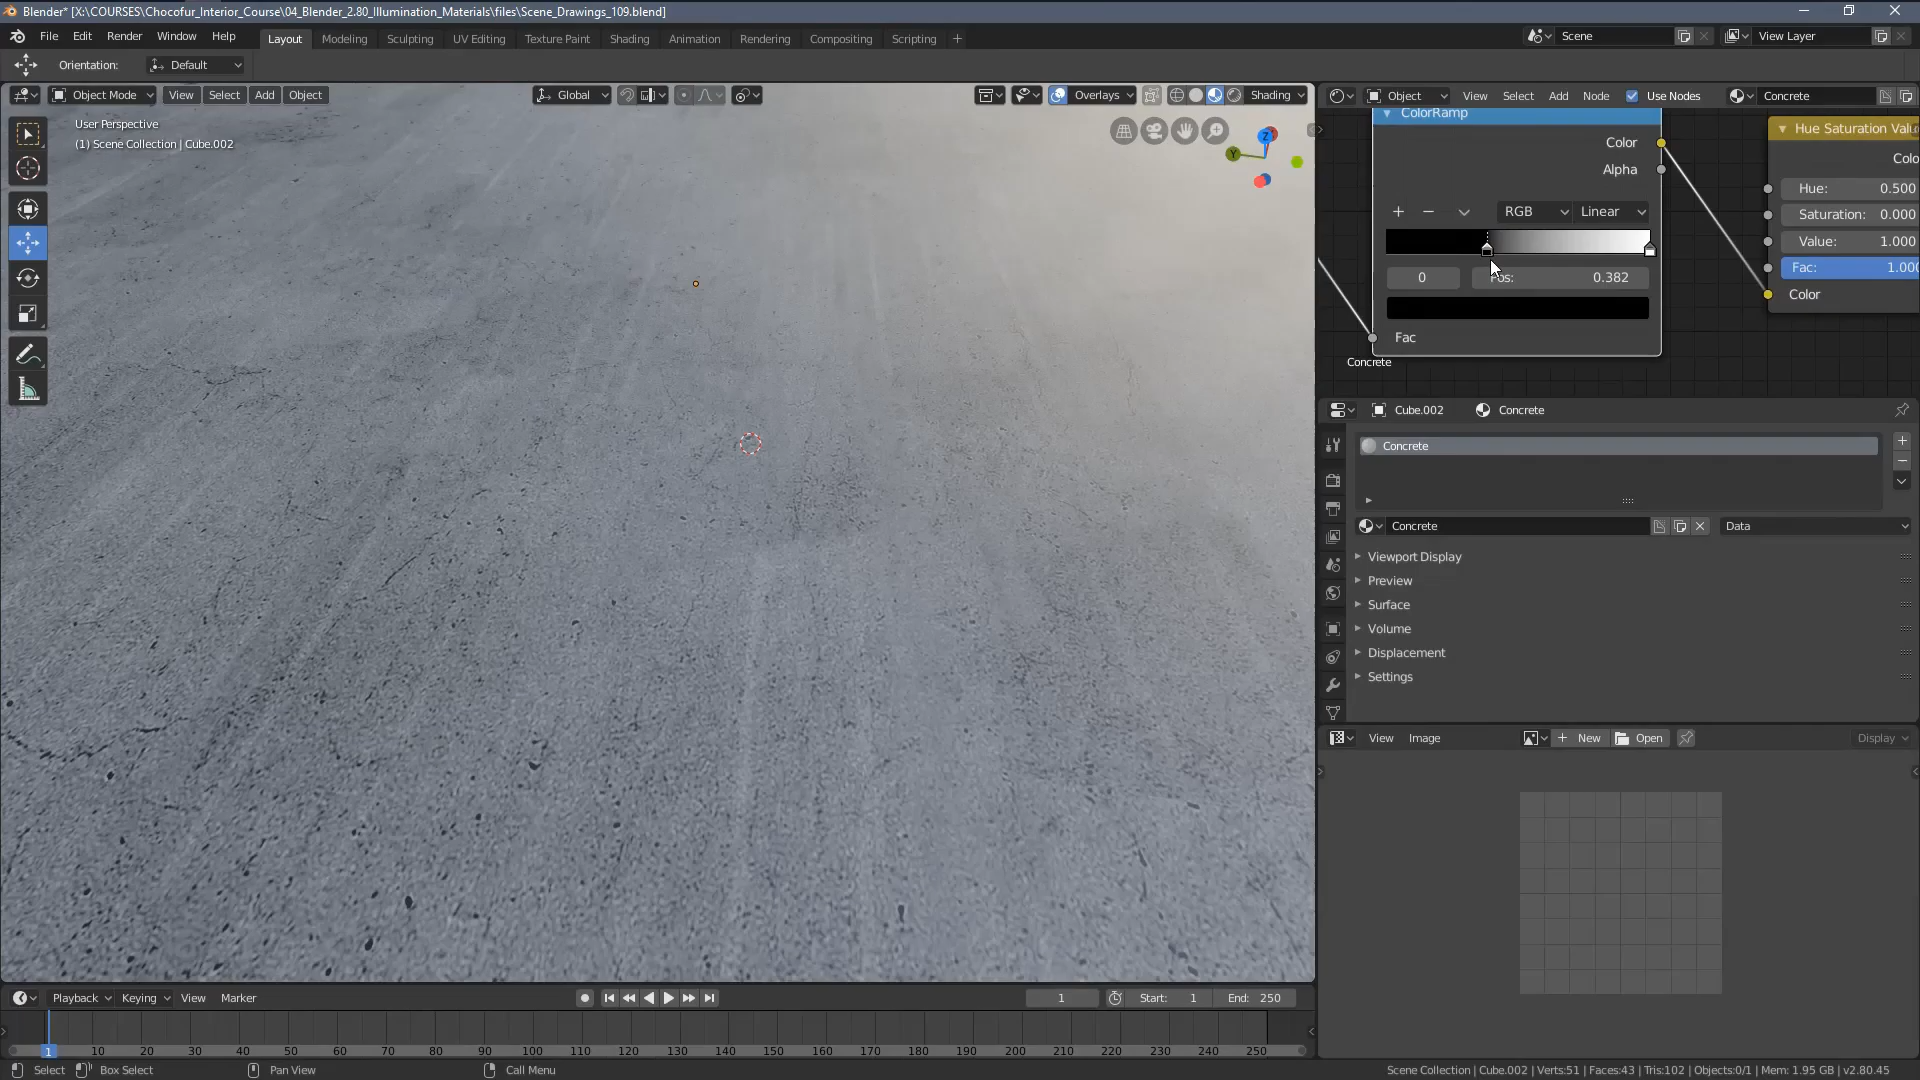 Blender* [X:\COURSES\Chocofur_Interior_Course\04_Blender_2.80_Illumination_Materials\files\Scene_Drawings_109.blend]
File Edit Render Window Help Layout Modeling Sculpting UV Editing Texture Paint Shading Animation Rendering Compositing Scripting + Scene View Layer
Orientation: Default
Object Mode View Select Add Object Global Overlays Shading Object View Select Add Node Use Nodes Concrete
User Perspective
(1) Scene Collection | Cube.002
Z
Y
ColorRamp
Color
Alpha
RGB Linear
0 Pos: 0.382
Fac
Concrete
Hue Saturation Valu
Colo
Hue: 0.500
Saturation: 0.000
Value: 1.000
Fac: 1.000
Color
Cube.002 Concrete
Concrete
Concrete Data
Viewport Display
Preview
Surface
Volume
Displacement
Settings
View Image New Open Display
Playback Keying View Marker 1 Start: 1 End: 250
1 10 20 30 40 50 60 70 80 90 100 110 120 130 140 150 160 170 180 190 200 210 220 230 240 250
Select Box Select Pan View Call Menu Scene Collection | Cube.002 | Verts:51 | Faces:43 | Tris:102 | Objects:0/1 | Mem: 1.95 GB | v2.80.45